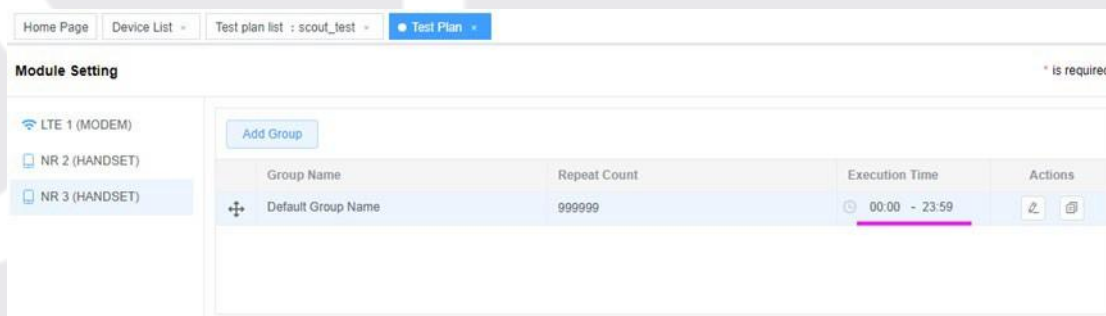 Home Page Device List Test plan list : scout_test Test Plan
Module Setting * is required
LTE 1 (MODEM)
NR 2 (HANDSET)
NR 3 (HANDSET)
Add Group
Group Name Repeat Count Execution Time Actions
Default Group Name 999999 00:00 - 23:59